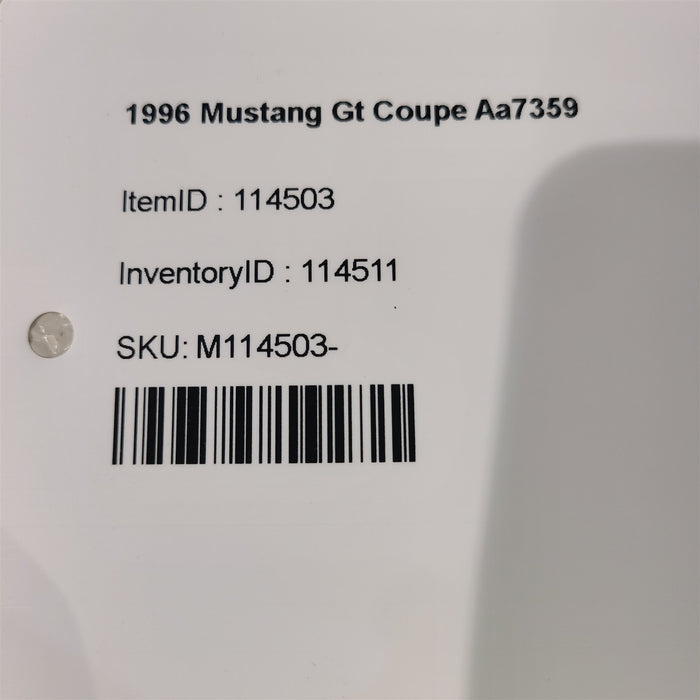 1996 Mustang Gt Coupe Aa7359
ItemID : 114503
InventoryID : 114511
SKU: M114503-